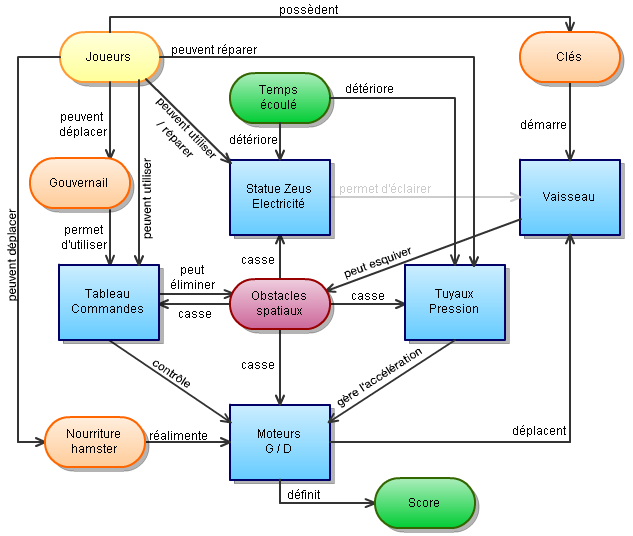 possèdent
Joueurs
peuvent réparer
Clés
Temps
écoulé
détériore
peuvent
déplacer
peuvent utiliser
/ réparer
détériore
démarre
Gouvernail
peuvent utiliser
Statue Zeus
Electricité
permet d'éclairer
Vaisseau
permet
d'utiliser
peuvent déplacer
casse
peut esquiver
Tableau
Commandes
peut
éliminer
casse
Obstacles
spatiaux
casse
Tuyaux
Pression
contrôle
casse
gère l'accélération
Nourriture
hamster
réalimente
Moteurs
G / D
déplacent
définit
Score